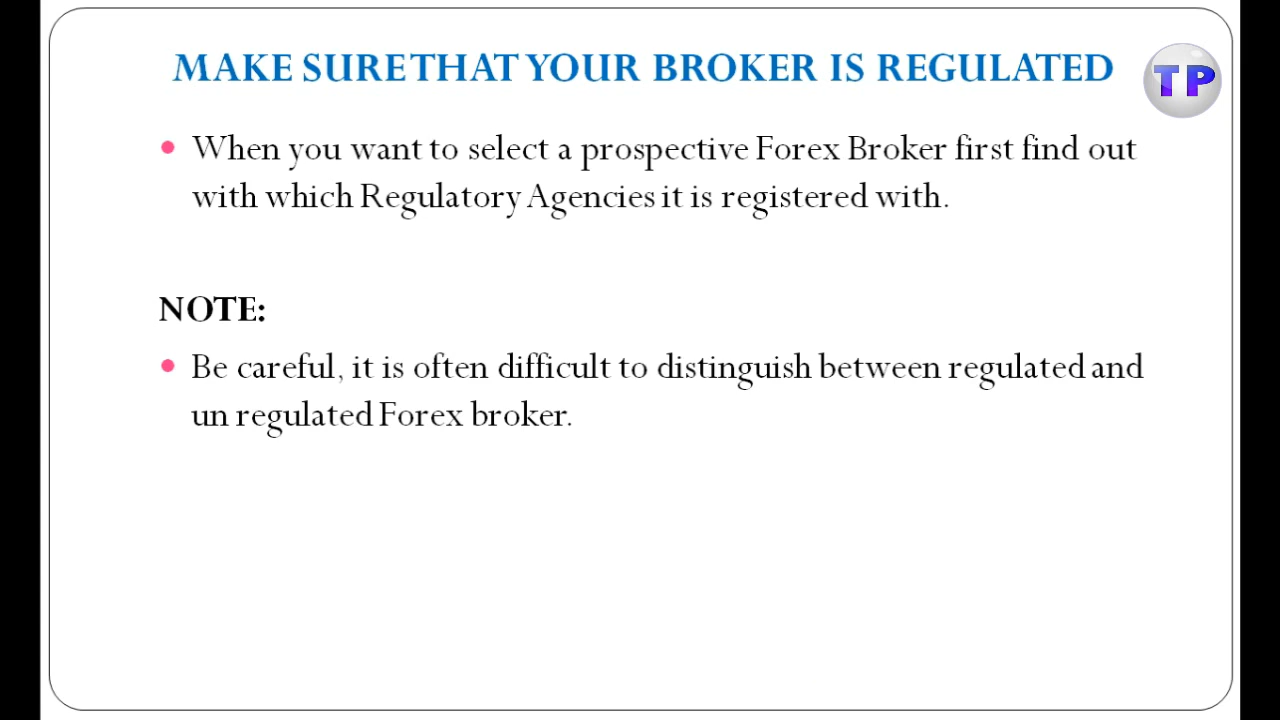 MAKE SURE THAT YOUR BROKER IS REGULATED
TP
When you want to select a prospective Forex Broker first find out
with which Regulatory Agencies it is registered with.
NOTE:
Be careful, it is often difficult to distinguish between regulated and
un regulated Forex broker.